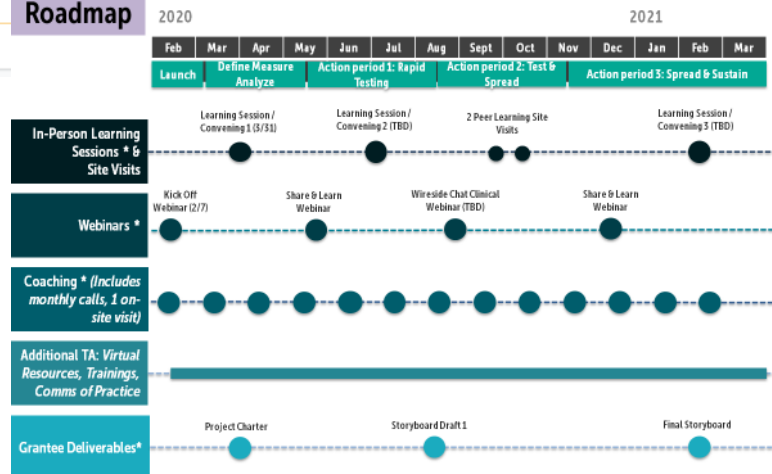 Roadmap
2020
2021
Feb Mar Apr May Jun Jul Aug Sept Oct Nov Dec Jan Feb Mar
Launch
Define Measure
Analyze
Action period 1: Rapid
Testing
Action period 2: Test &
Spread
Action period 3: Spread & Sustain
In-Person Learning
Sessions * &
Site Visits
Learning Session /
Convening 1 (3/31)
Learning Session /
Convening 2 (TBD)
2 Peer Learning Site
Visits
Learning Session /
Convening 3 (TBD)
Webinars *
Kick Off
Webinar (2/7)
Share & Learn
Webinar
Wireside Chat Clinical
Webinar (TBD)
Share & Learn
Webinar
Coaching * (Includes
monthly calls, 1 on-
site visit)
Additional TA: Virtual
Resources, Trainings,
Comms of Practice
Grantee Deliverables*
Project Charter
Storyboard Draft 1
Final Storyboard